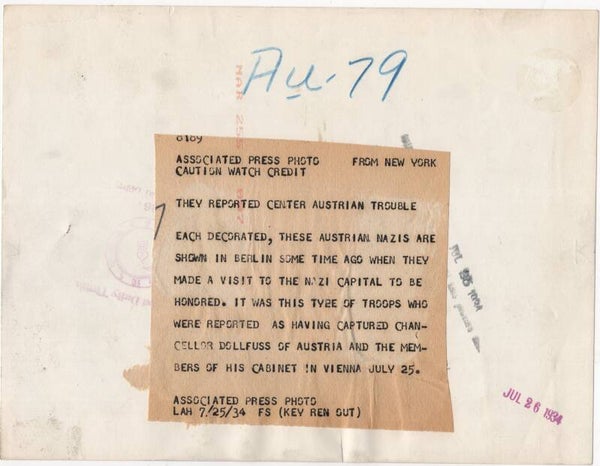 Au-79
8189
ASSOCIATED PRESS PHOTO FROM NEW YORK
CAUTION WATCH CREDIT
THEY REPORTED CENTER AUSTRIAN TROUBLE
EACH DECORATED, THESE AUSTRIAN NAZIS ARE
SHOWN IN BERLIN SOME TIME AGO WHEN THEY
MADE A VISIT TO THE NAZI CAPITAL TO BE
HONORED. IT WAS THIS TYPE OF TROOPS WHO
WERE REPORTED AS HAVING CAPTURED CHAN-
CELLOR DOLLFUSS OF AUSTRIA AND THE MEM-
BERS OF HIS CABINET IN VIENNA JULY 25.
ASSOCIATED PRESS PHOTO
LAH 7/25/34 FS (KEY REN OUT)
MAR 255
JUL 26 1934